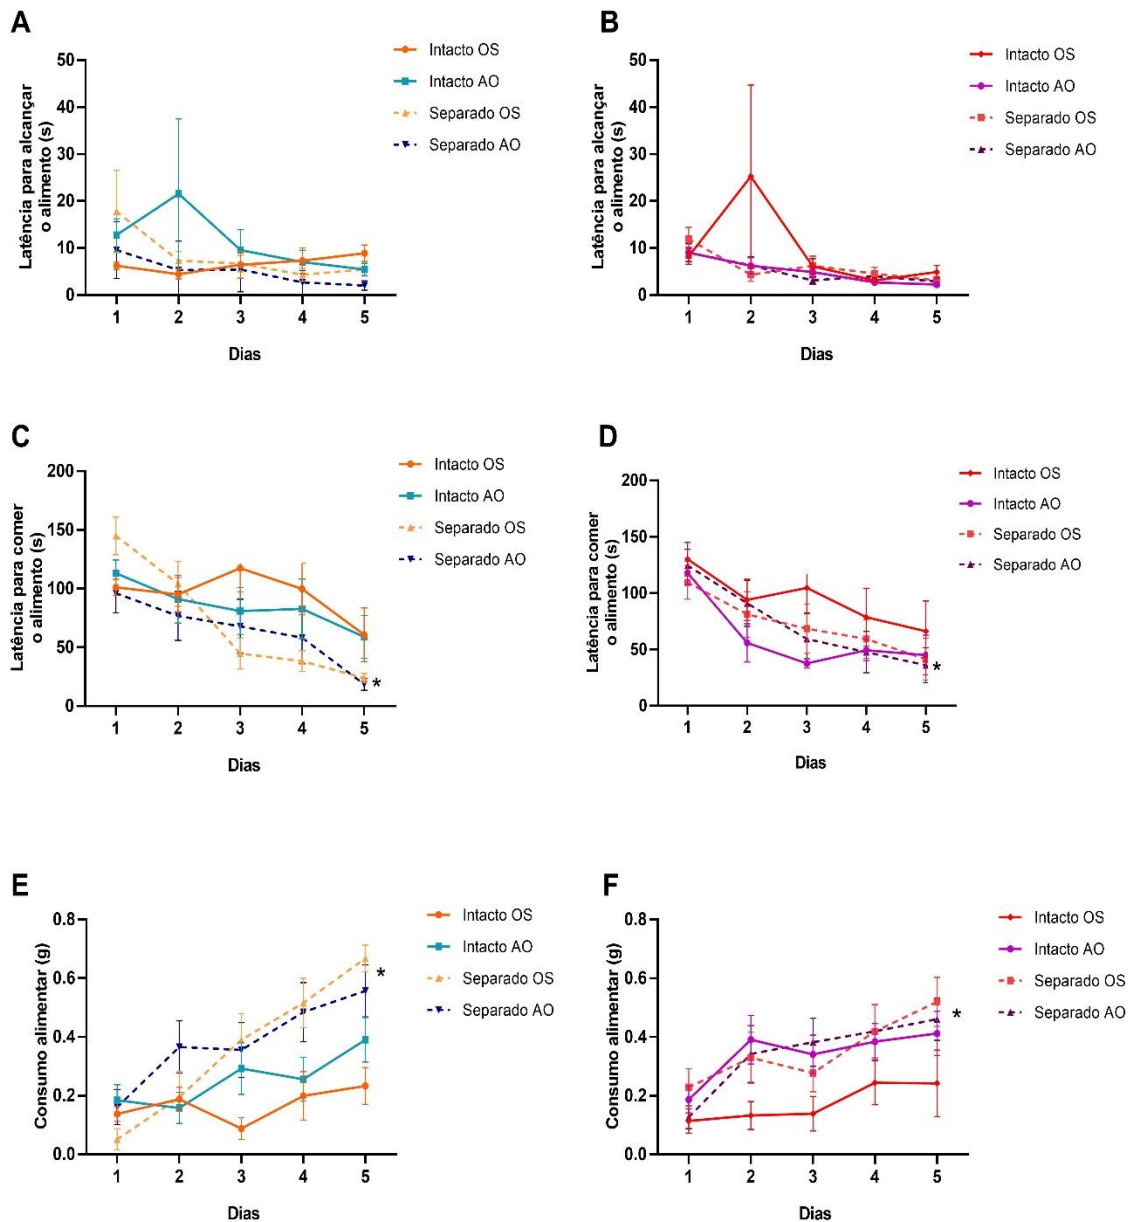 A
Latência para alcançar
o alimento (s)
50
40
30
20
10
0
1 2 3 4 5
Dias
Intacto OS
Intacto AO
Separado OS
Separado AO
B
Latência para alcançar
o alimento (s)
50
40
30
20
10
0
1 2 3 4 5
Dias
Intacto OS
Intacto AO
Separado OS
Separado AO
C
Latência para comer
o alimento (s)
200
150
100
50
0
*
1 2 3 4 5
Dias
Intacto OS
Intacto AO
Separado OS
Separado AO
D
Latência para comer
o alimento (s)
200
150
100
50
0
*
1 2 3 4 5
Dias
Intacto OS
Intacto AO
Separado OS
Separado AO
E
Consumo alimentar (g)
0.8
0.6
0.4
0.2
0.0
*
1 2 3 4 5
Dias
Intacto OS
Intacto AO
Separado OS
Separado AO
F
Consumo alimentar (g)
0.8
0.6
0.4
0.2
0.0
*
1 2 3 4 5
Dias
Intacto OS
Intacto AO
Separado OS
Separado AO